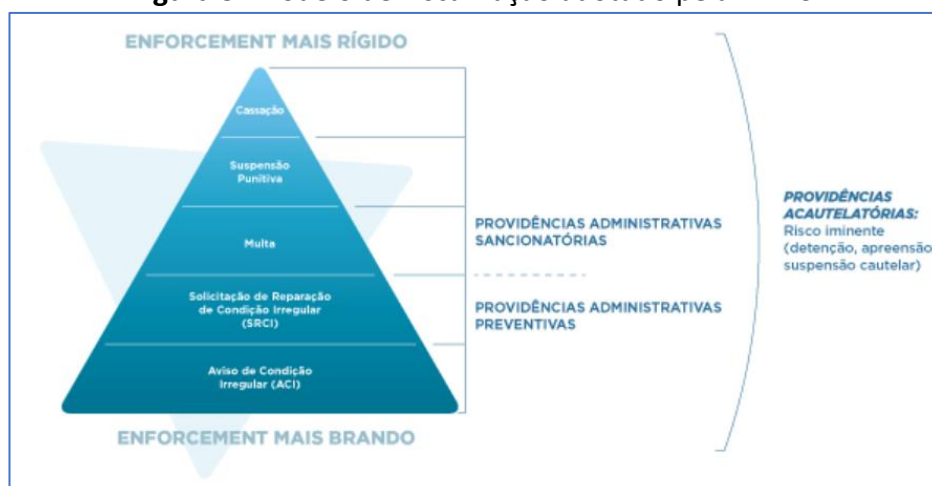 ENFORCEMENT MAIS RÍGIDO
Cassação
Suspensão
Punitiva
Multa
Solicitação de Reparação
de Condição Irregular
(SRCI)
Aviso de Condição
Irregular (ACI)
ENFORCEMENT MAIS BRANDO
PROVIDÊNCIAS ADMINISTRATIVAS
SANCIONATÓRIAS
PROVIDÊNCIAS ADMINISTRATIVAS
PREVENTIVAS
PROVIDÊNCIAS
ACAUTELATÓRIAS:
Risco iminente
(detenção, apreensão
suspensão cautelar)